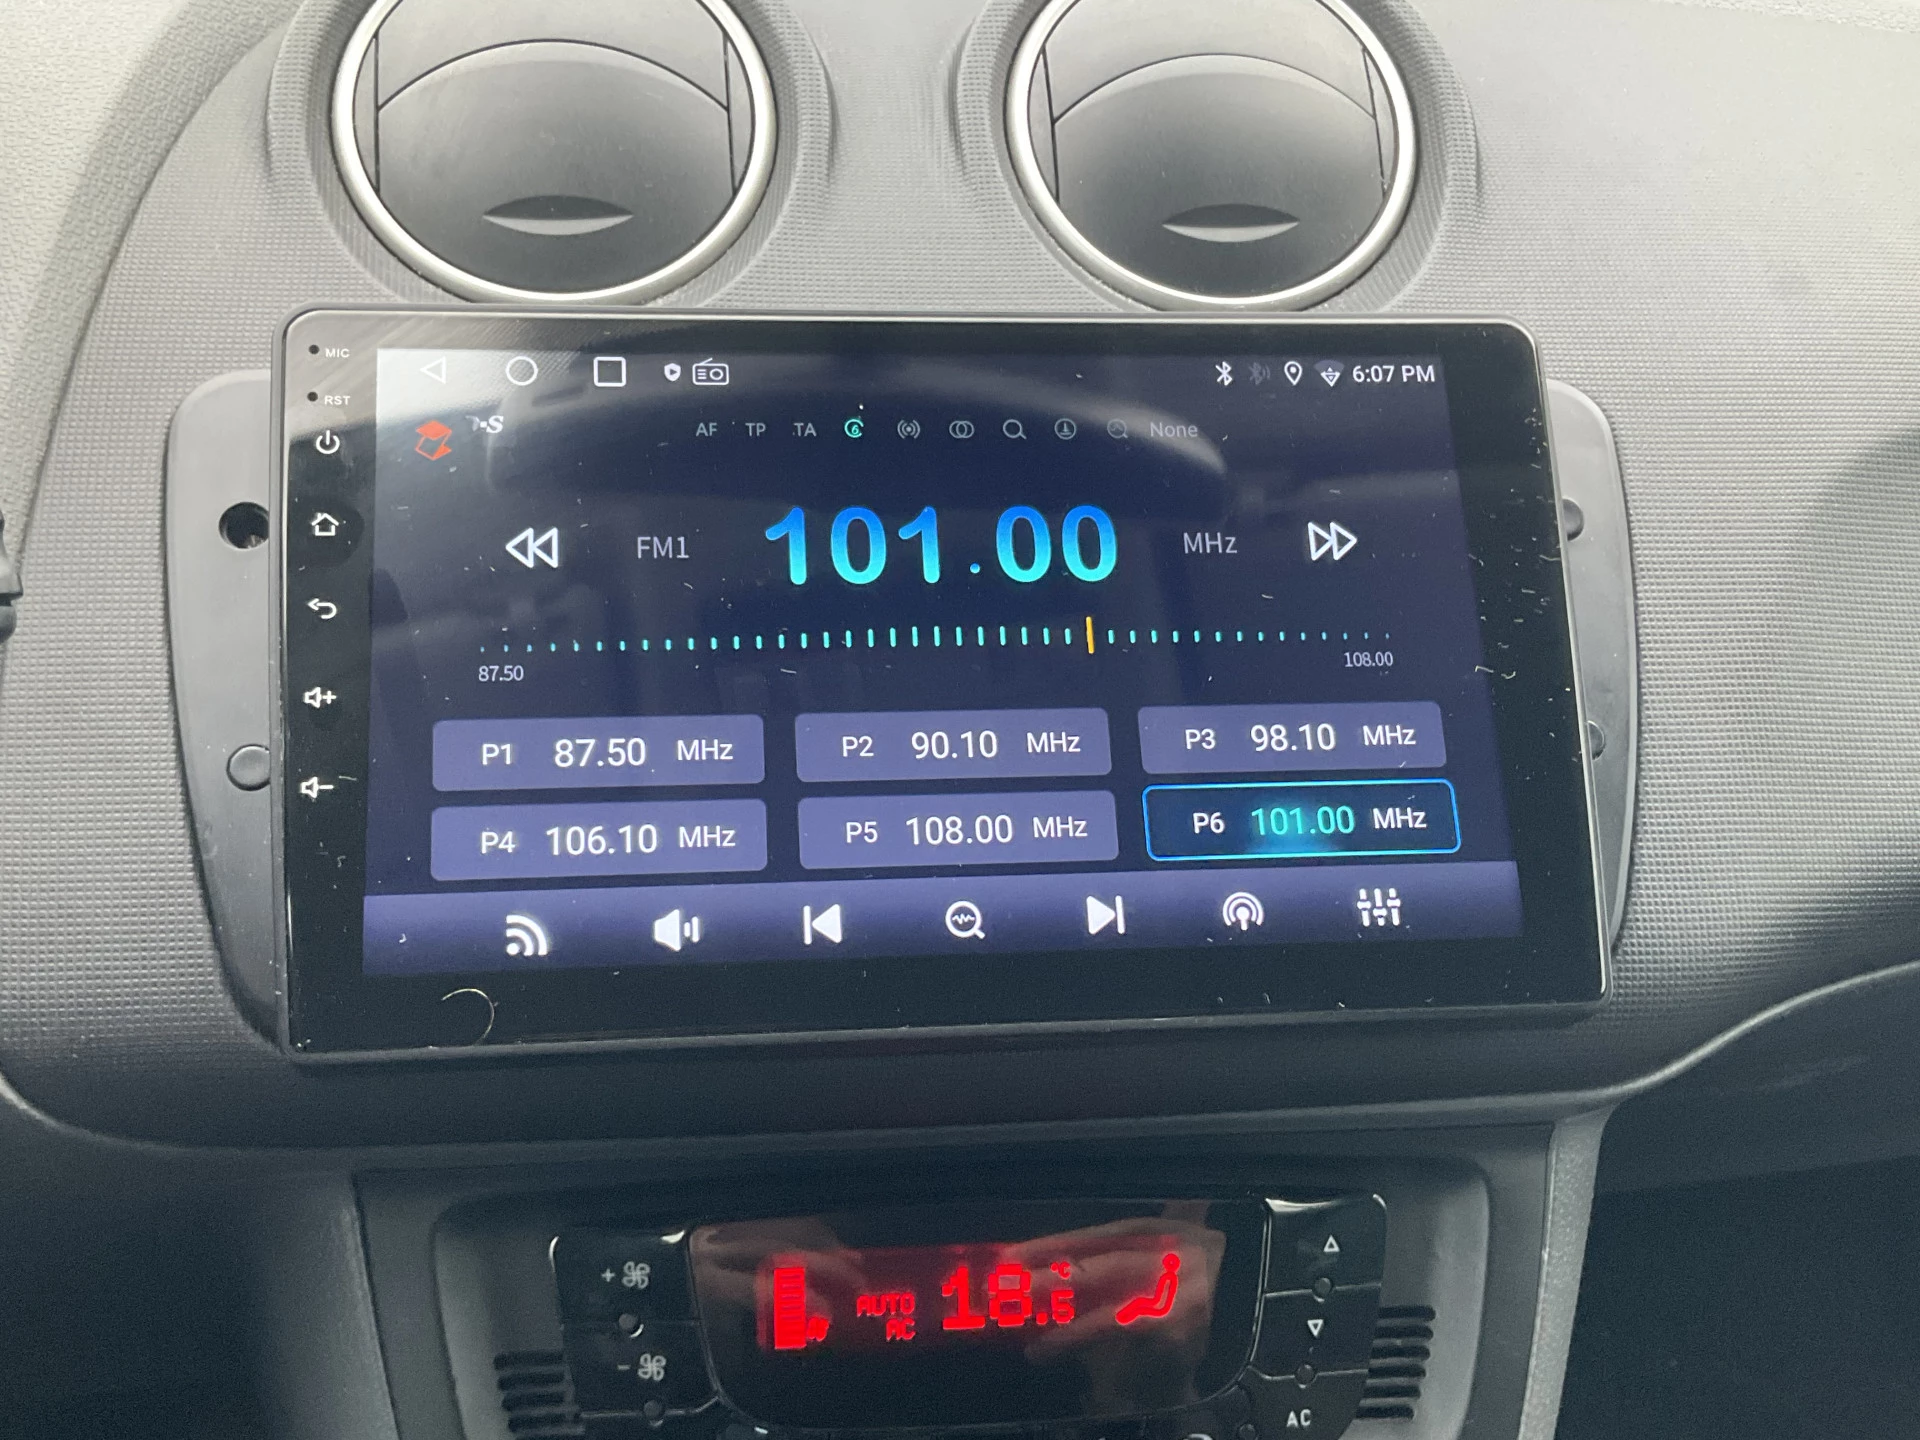 MIC
6:07 PM
RST
AF TP TA None
FM1 101.00 MHz
87.50 108.00
P1 87.50 MHz P2 90.10 MHz P3 98.10 MHz
P4 106.10 MHz P5 108.00 MHz P6 101.00 MHz
AUTO 18.5 °C
AC
AC